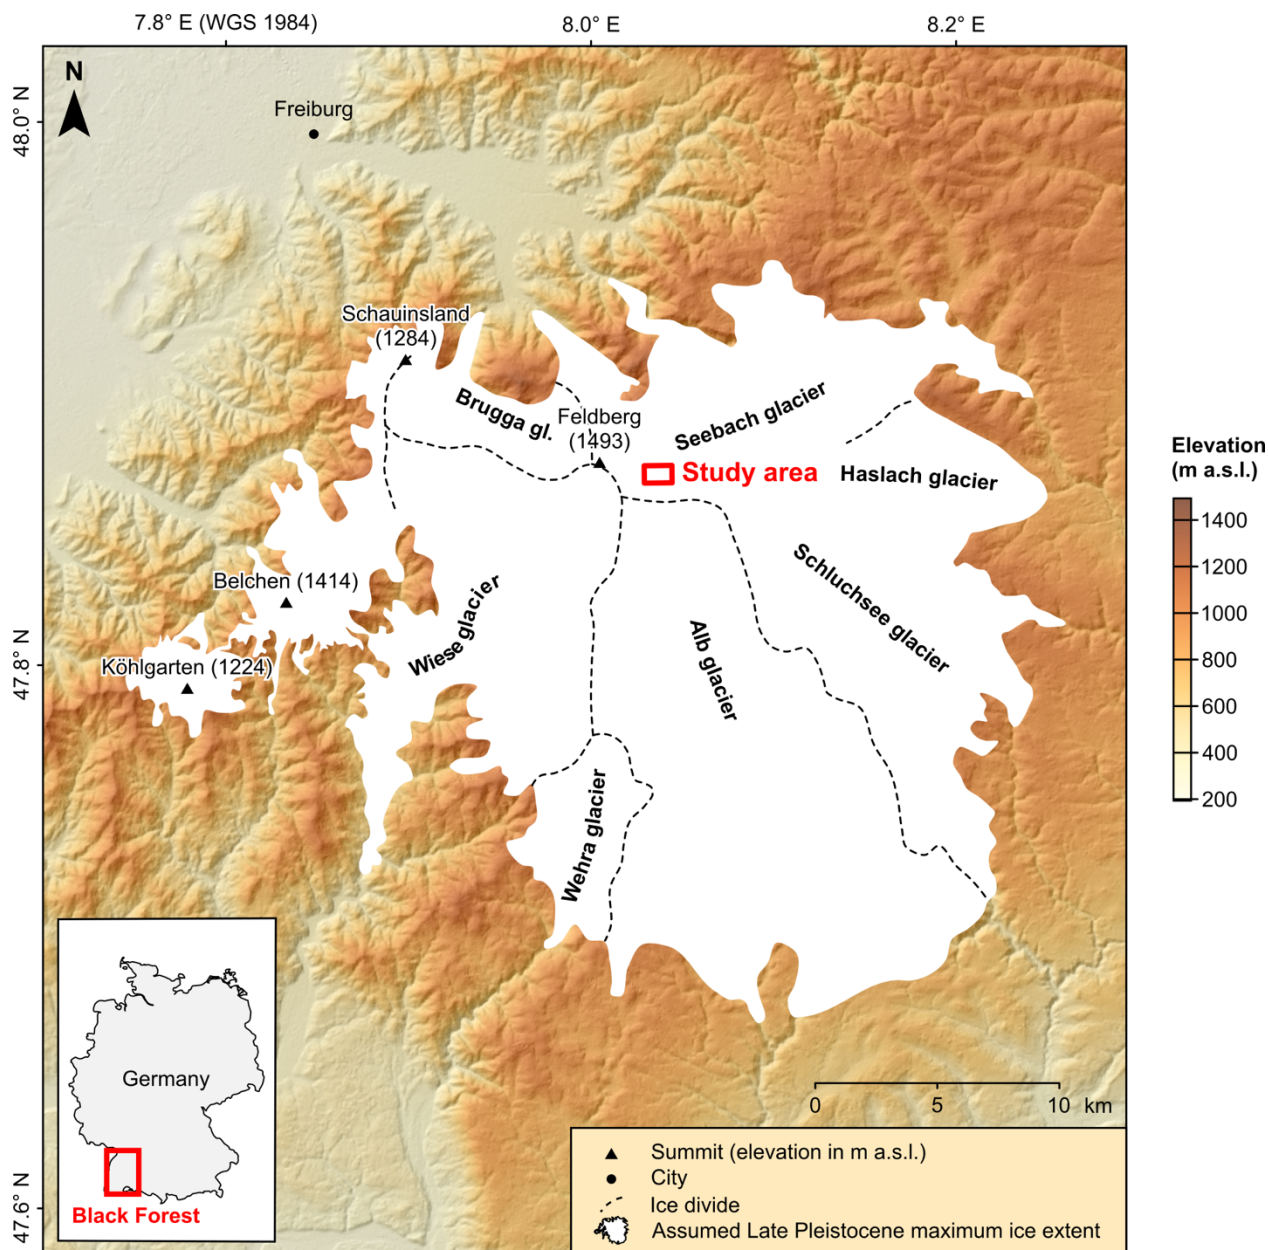 7.8° E (WGS 1984)
8.0° E
8.2° E
N
48.0° N
Freiburg
Schauinsland
(1284)
Brugga gl.
Feldberg
(1493)
Seebach glacier
Study area
Haslach glacier
Elevation
(m a.s.l.)
1400
1200
1000
800
600
400
200
Schluchsee glacier
Belchen (1414)
Wiese glacier
Alb glacier
47.8° N
Köhlgarten (1224)
Wehra glacier
Germany
Black Forest
0
5
10
km
Summit (elevation in m a.s.l.)
City
Ice divide
Assumed Late Pleistocene maximum ice extent
47.6° N